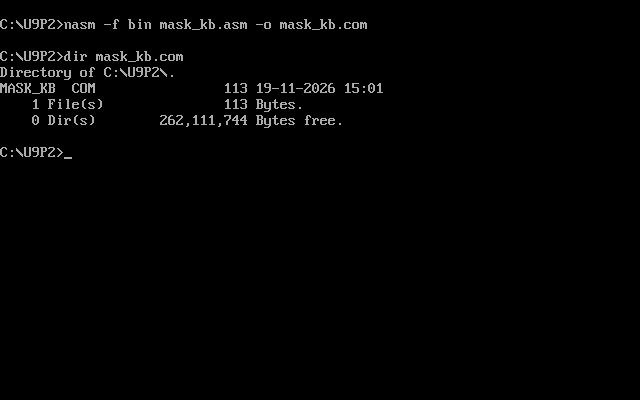 C:\U9P2>nasm -f bin mask_kb.asm -o mask_kb.com
C:\U9P2>dir mask_kb.com
Directory of C:\U9P2\.
MASK_KB  COM                113 19-11-2026 15:01
    1 File(s)               113 Bytes.
    0 Dir(s)        262,111,744 Bytes free.
C:\U9P2>_